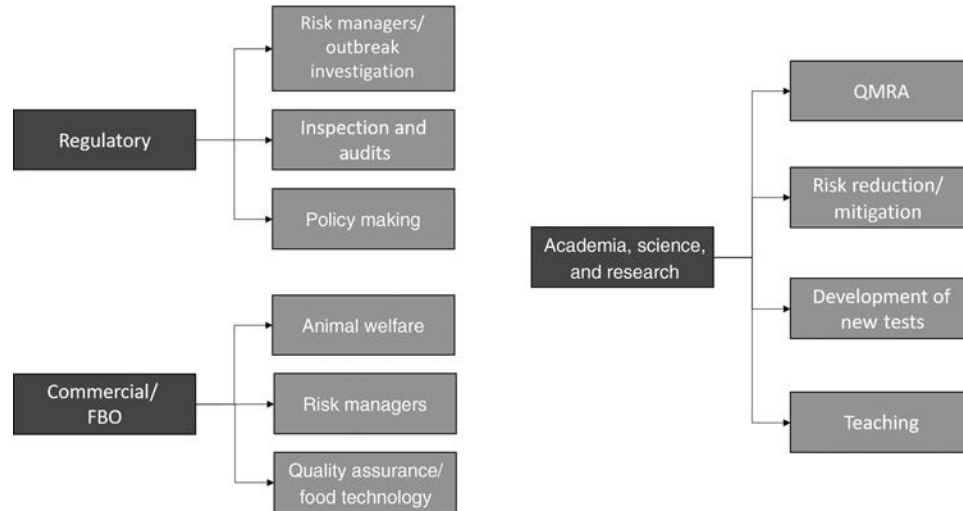 Risk managers/
outbreak
investigation
Regulatory
Inspection and
audits
Policy making
Animal welfare
Commercial/
FBO
Risk managers
Quality assurance/
food technology
QMRA
Risk reduction/
mitigation
Academia, science,
and research
Development of
new tests
Teaching